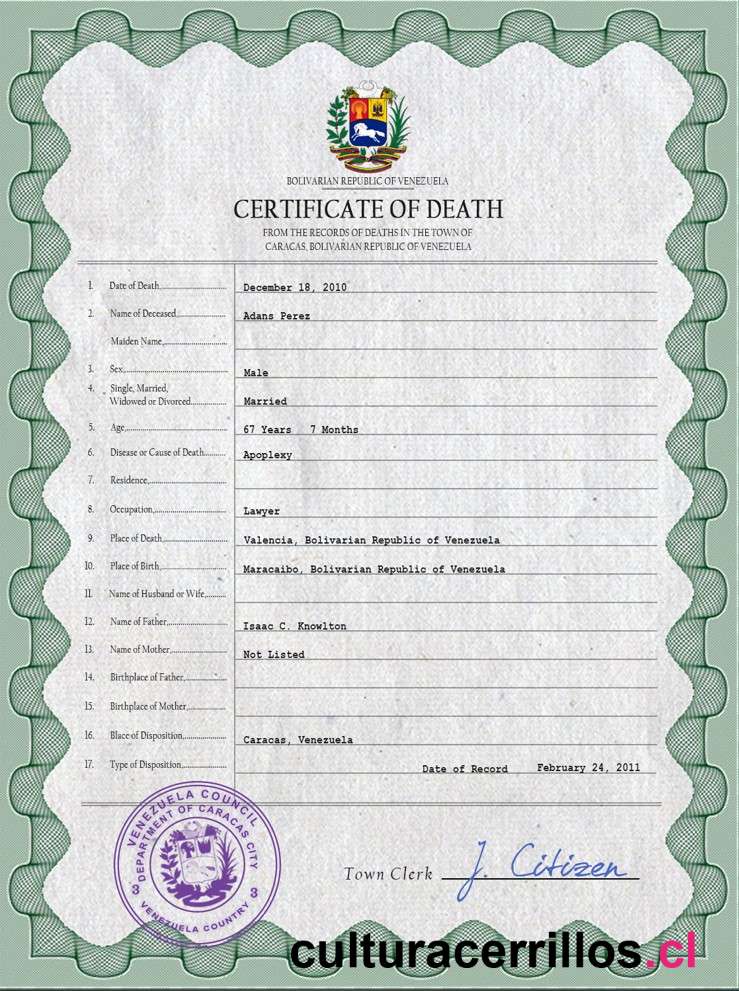 BOLIVARIAN REPUBLIC OF VENEZUELA
CERTIFICATE OF DEATH
FROM THE RECORDS OF DEATHS IN THE TOWN OF
CARACAS, BOLIVARIAN REPUBLIC OF VENEZUELA
1. Date of Death December 18, 2010
2. Name of Deceased Adans Perez
Maiden Name,
3. Sex, Male
4. Single, Married,
Widowed or Divorced Married
5. Age, 67 Years 7 Months
6. Disease or Cause of Death Apoplexy
7. Residence,
8. Occupation, Lawyer
9. Place of Death, Valencia, Bolivarian Republic of Venezuela
10. Place of Birth, Maracaibo, Bolivarian Republic of Venezuela
11. Name of Husband or Wife,
12. Name of Father, Isaac C. Knowlton
13. Name of Mother, Not Listed
14. Birthplace of Father,
15. Birthplace of Mother,
16. Blace of Disposition, Caracas, Venezuela
17. Type of Disposition, Date of Record February 24, 2011
VENEZUELA COUNCIL
DEPARTMENT OF CARACAS CITY
3 3
VENEZUELA COUNTRY
Town Clerk J. Citizen
culturacerrillos.cl